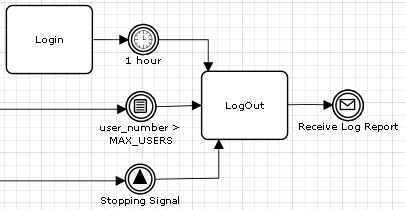 Login
1 hour
LogOut
user_number >
MAX_USERS
Receive Log Report
Stopping Signal